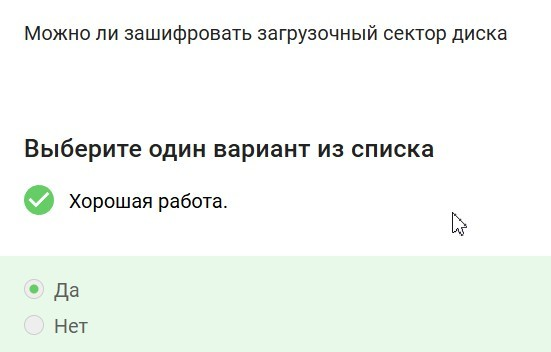 Можно ли зашифровать загрузочный сектор диска
Выберите один вариант из списка
Хорошая работа.
Да
Нет